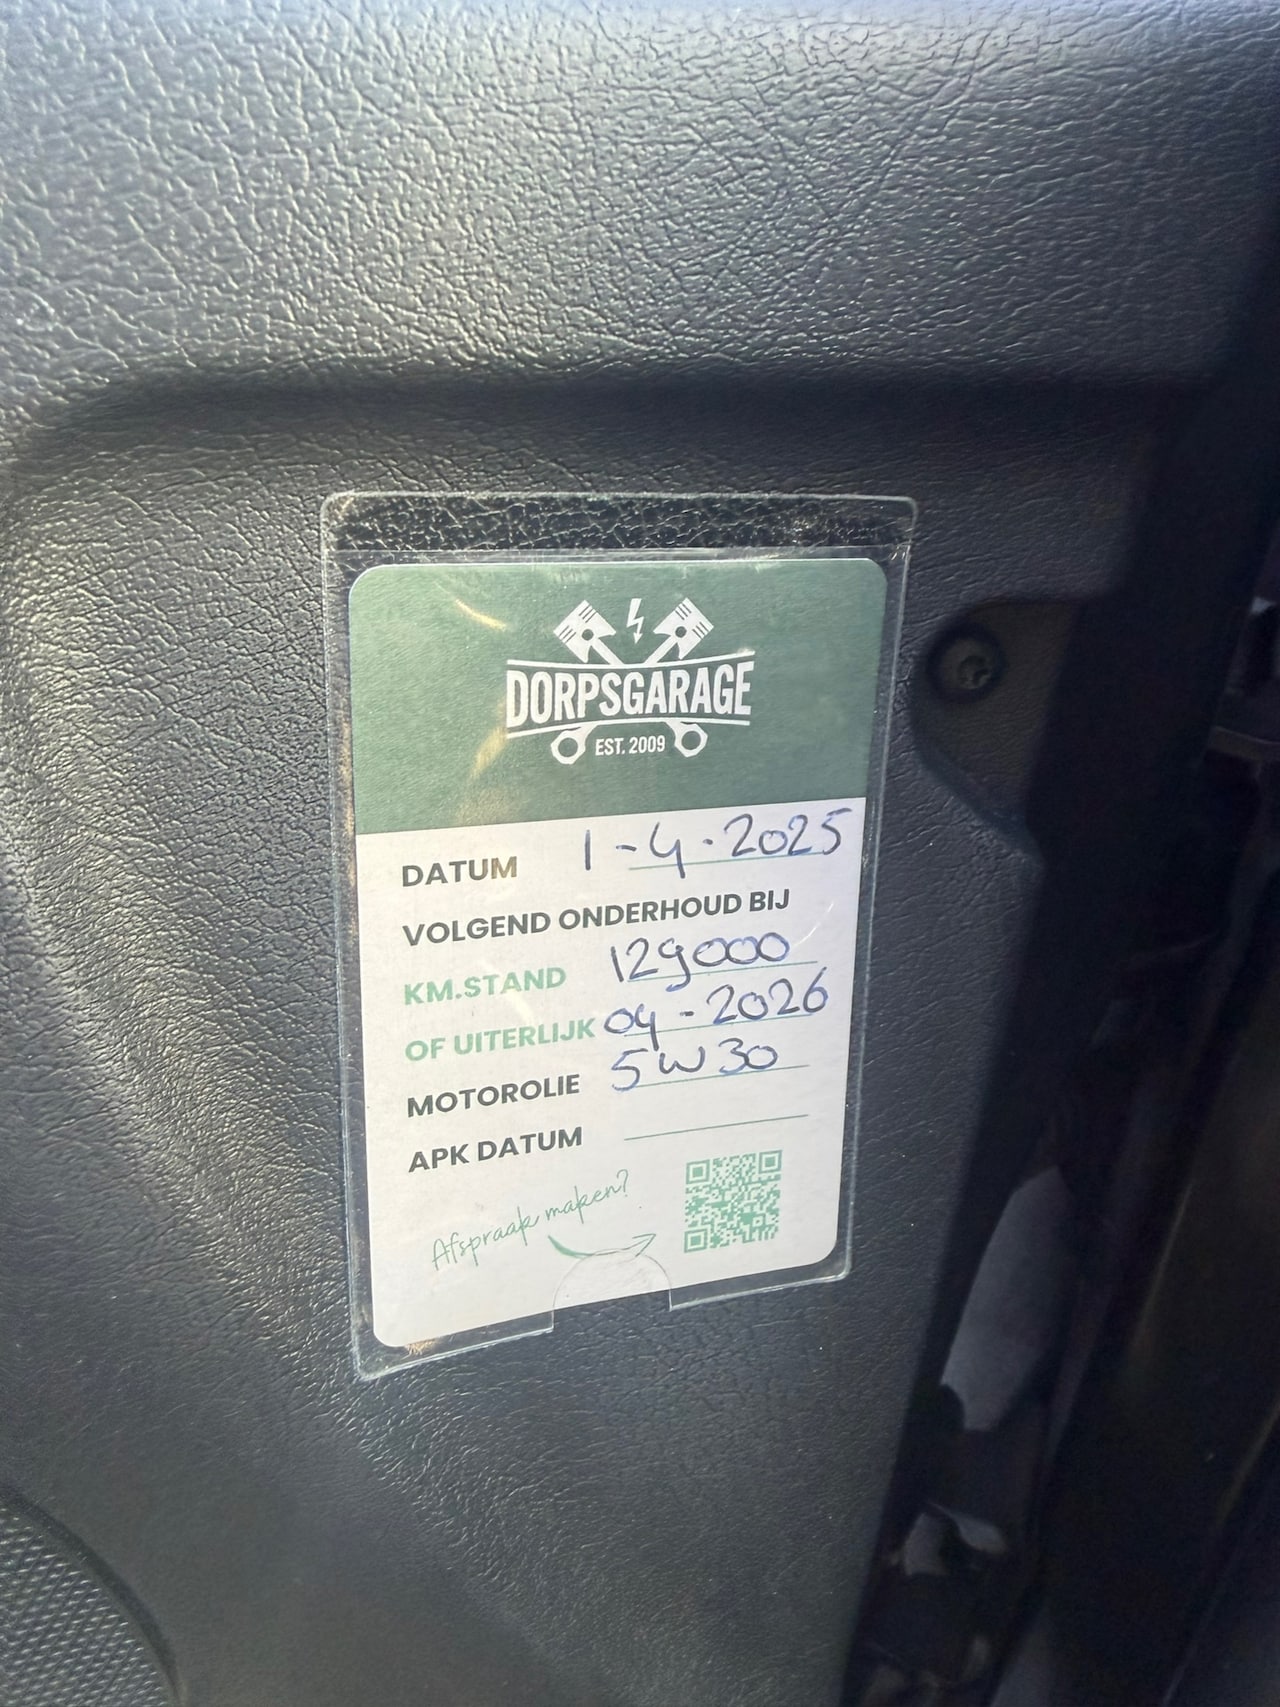 DORPSGARAGE
EST. 2009
DATUM 1-4-2025
VOLGEND ONDERHOUD BIJ
KM.STAND 129000
OF UITERLIJK 04-2026
MOTOROLIE 5W30
APK DATUM
Afspraak maken?